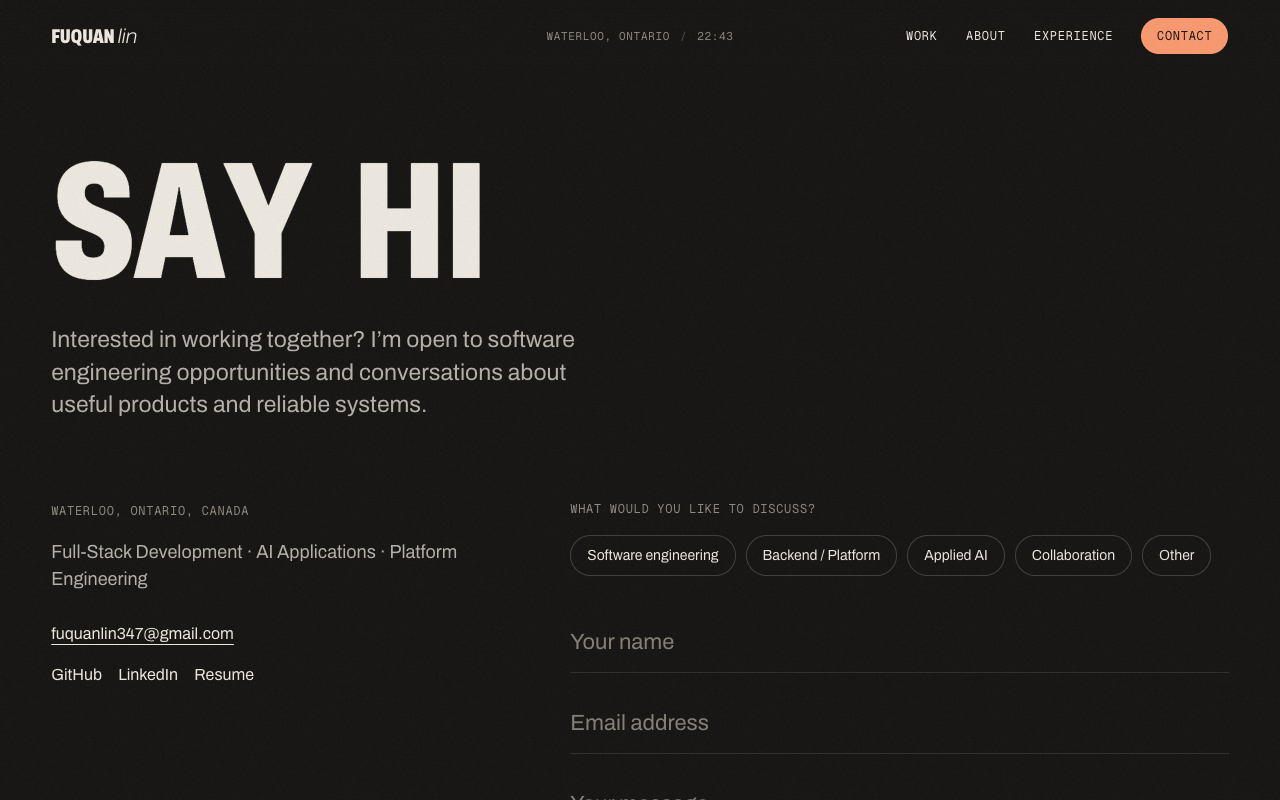 FUQUAN lin
WATERLOO, ONTARIO / 22:43
WORK
ABOUT
EXPERIENCE
CONTACT
SAY HI
Interested in working together? I’m open to software
engineering opportunities and conversations about
useful products and reliable systems.
WATERLOO, ONTARIO, CANADA
Full-Stack Development · AI Applications · Platform
Engineering
fuquanlin347@gmail.com
GitHub LinkedIn Resume
WHAT WOULD YOU LIKE TO DISCUSS?
Software engineering
Backend / Platform
Applied AI
Collaboration
Other
Your name
Email address